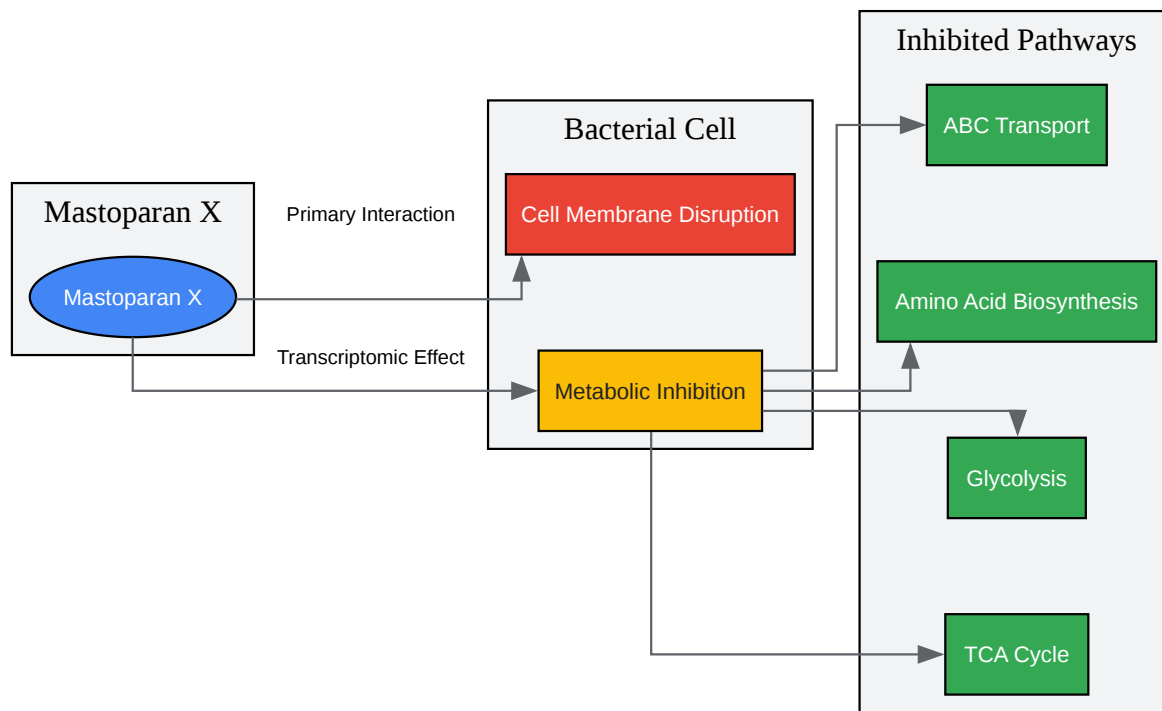 Mastoparan X
Mastoparan X
Primary Interaction
Transcriptomic Effect
Bacterial Cell
Cell Membrane Disruption
Metabolic Inhibition
Inhibited Pathways
ABC Transport
Amino Acid Biosynthesis
Glycolysis
TCA Cycle